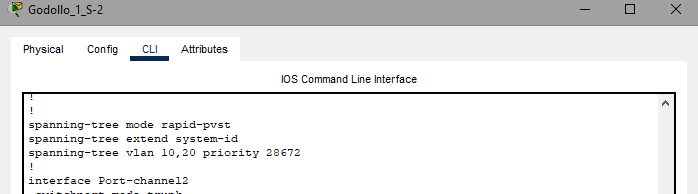 Godollo_1_S-2
Physical Config CLI Attributes
IOS Command Line Interface
!
!
spanning-tree mode rapid-pvst
spanning-tree extend system-id
spanning-tree vlan 10,20 priority 28672
!
interface Port-channel2
switchport mode trunk